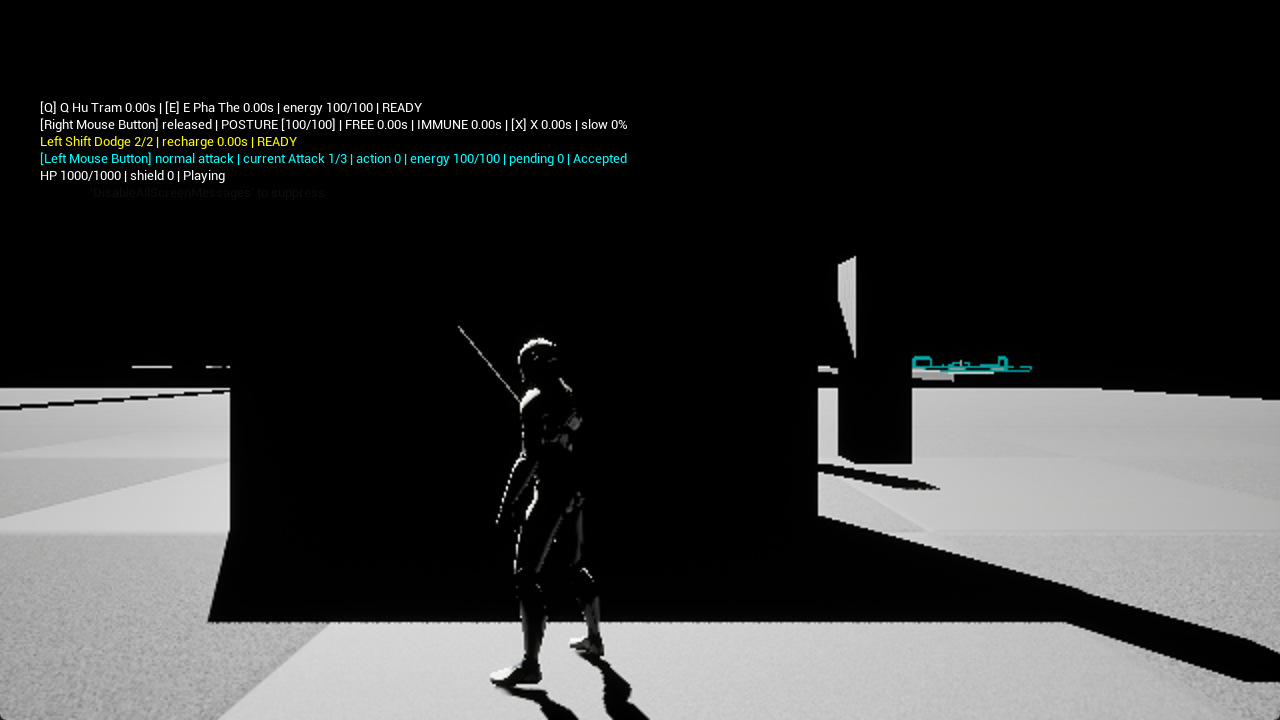 [Q] Q Hu Tram 0.00s | [E] E Pha The 0.00s | energy 100/100 | READY
[Right Mouse Button] released | POSTURE [100/100] | FREE 0.00s | IMMUNE 0.00s | [X] X 0.00s | slow 0%
Left Shift Dodge 2/2 | recharge 0.00s | READY
[Left Mouse Button] normal attack | current Attack 1/3 | action 0 | energy 100/100 | pending 0 | Accepted
HP 1000/1000 | shield 0 | Playing
'DisableAllScreenMessages' to suppress